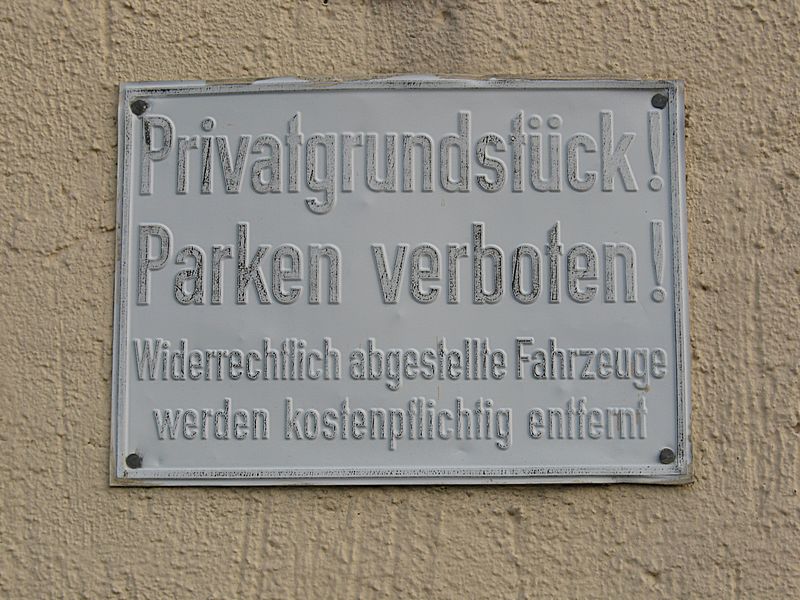 Privatgrundstück!
Parken verboten!
Widerrechtlich abgestellte Fahrzeuge
werden kostenpflichtig entfernt